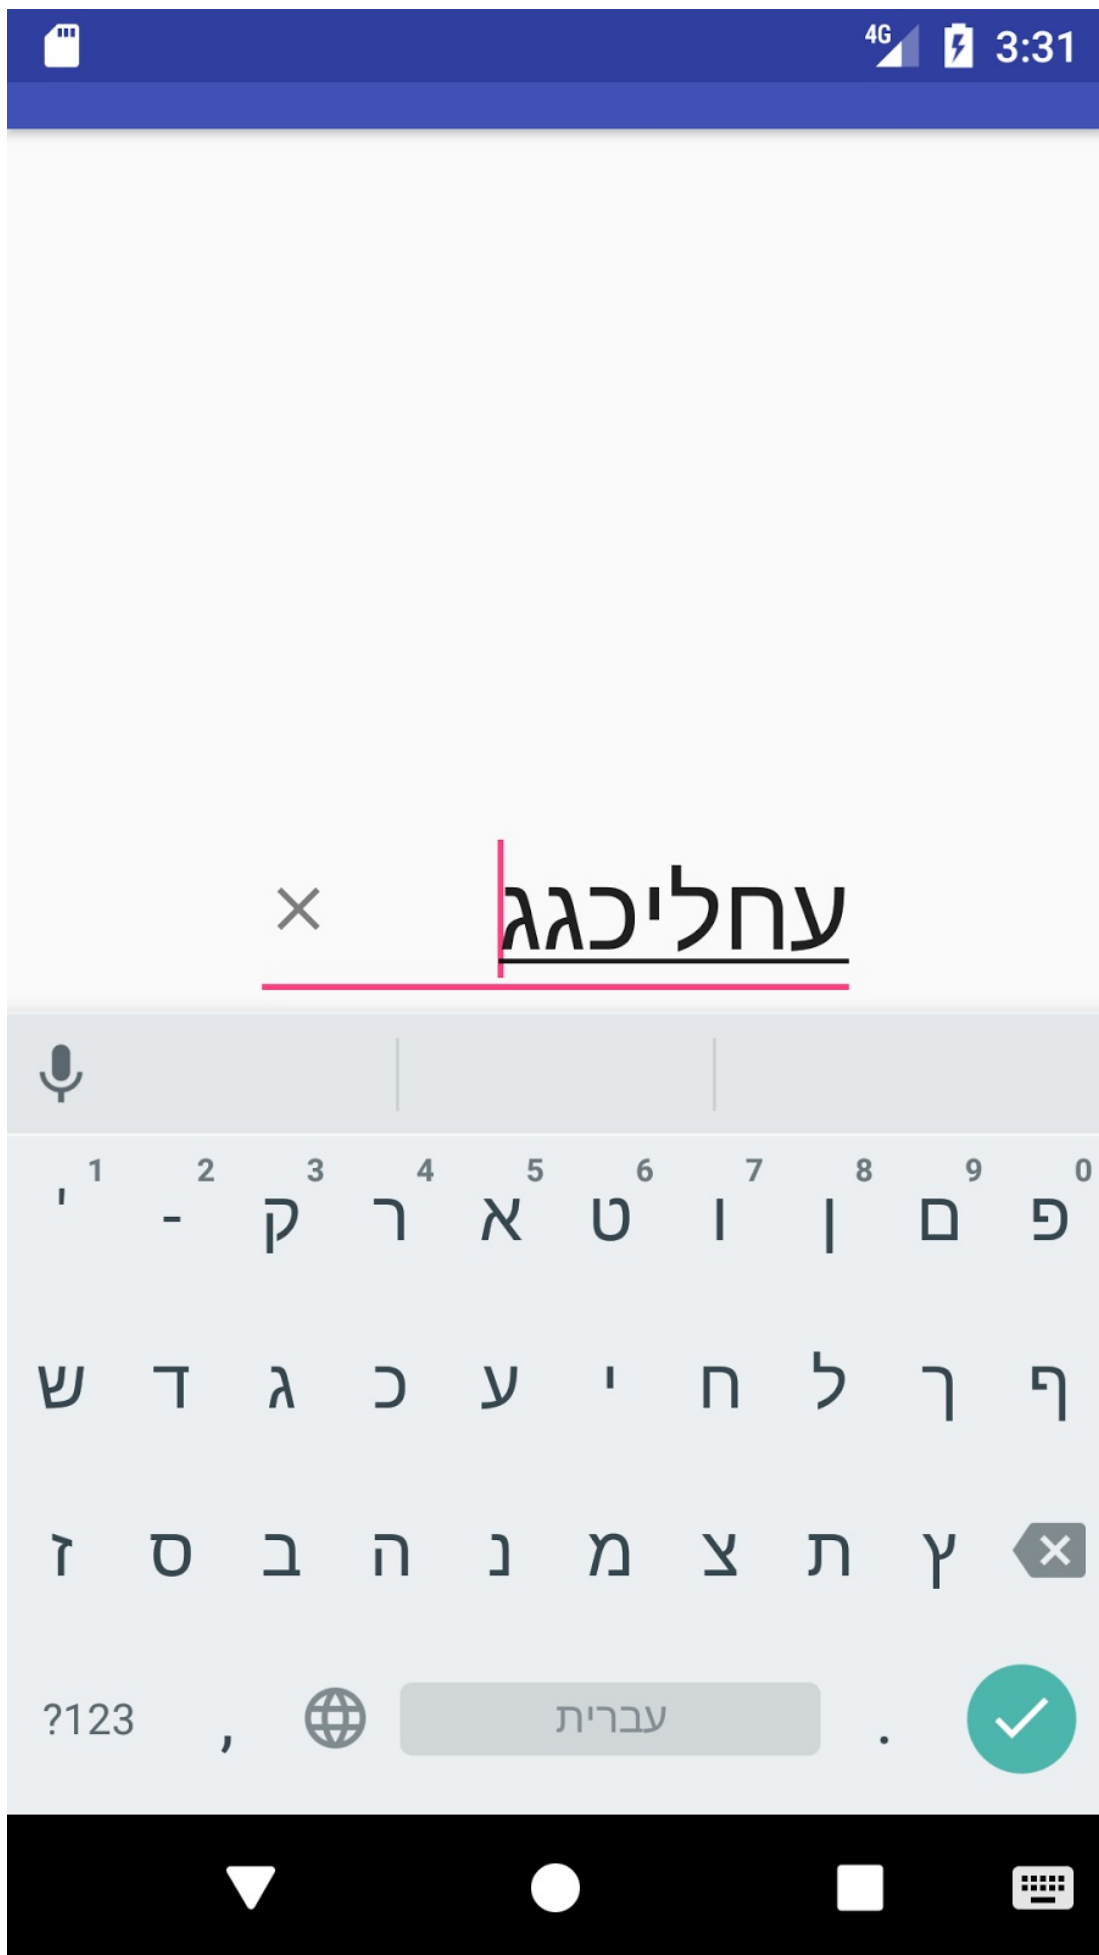 4G 3:31
עחליכגג
1 2 3 4 5 6 7 8 9 0
' - ק ר א ט ו ן ם פ
ש ד ג כ ע י ח ל ך ף
ז ס ב ה נ מ צ ת ץ
?123 , עברית .